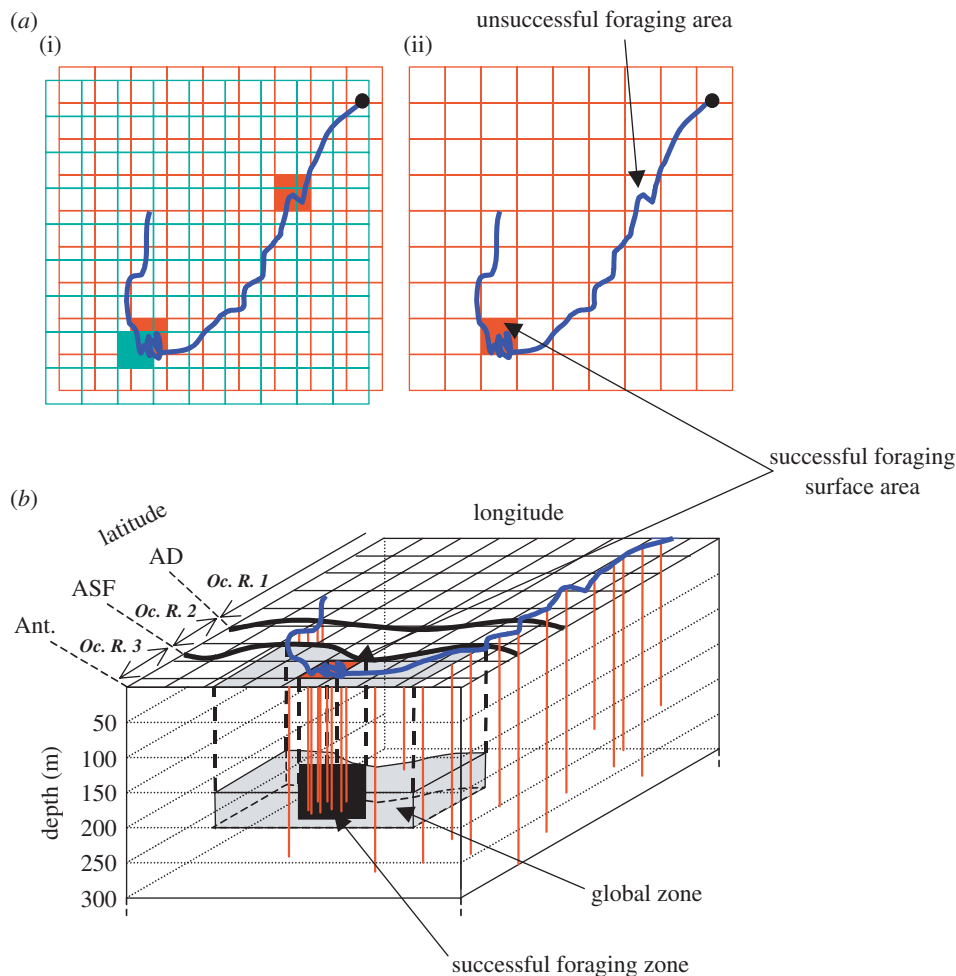 (a)
(i)
(ii)
unsuccessful foraging area
successful foraging
surface area
(b)
latitude
longitude
AD
ASF
Ant.
Oc. R. 1
Oc. R. 2
Oc. R. 3
depth (m)
50
100
150
200
250
300
global zone
successful foraging zone